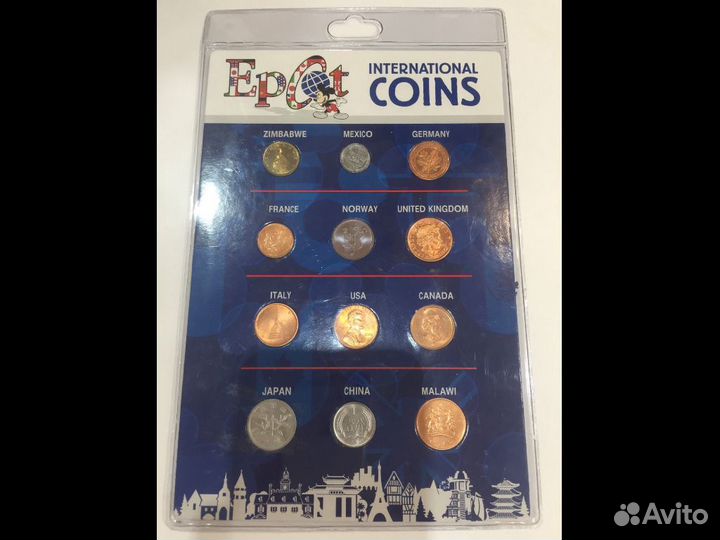 Epcot
INTERNATIONAL
COINS
ZIMBABWE MEXICO GERMANY
FRANCE NORWAY UNITED KINGDOM
ITALY USA CANADA
JAPAN CHINA MALAWI
Avito